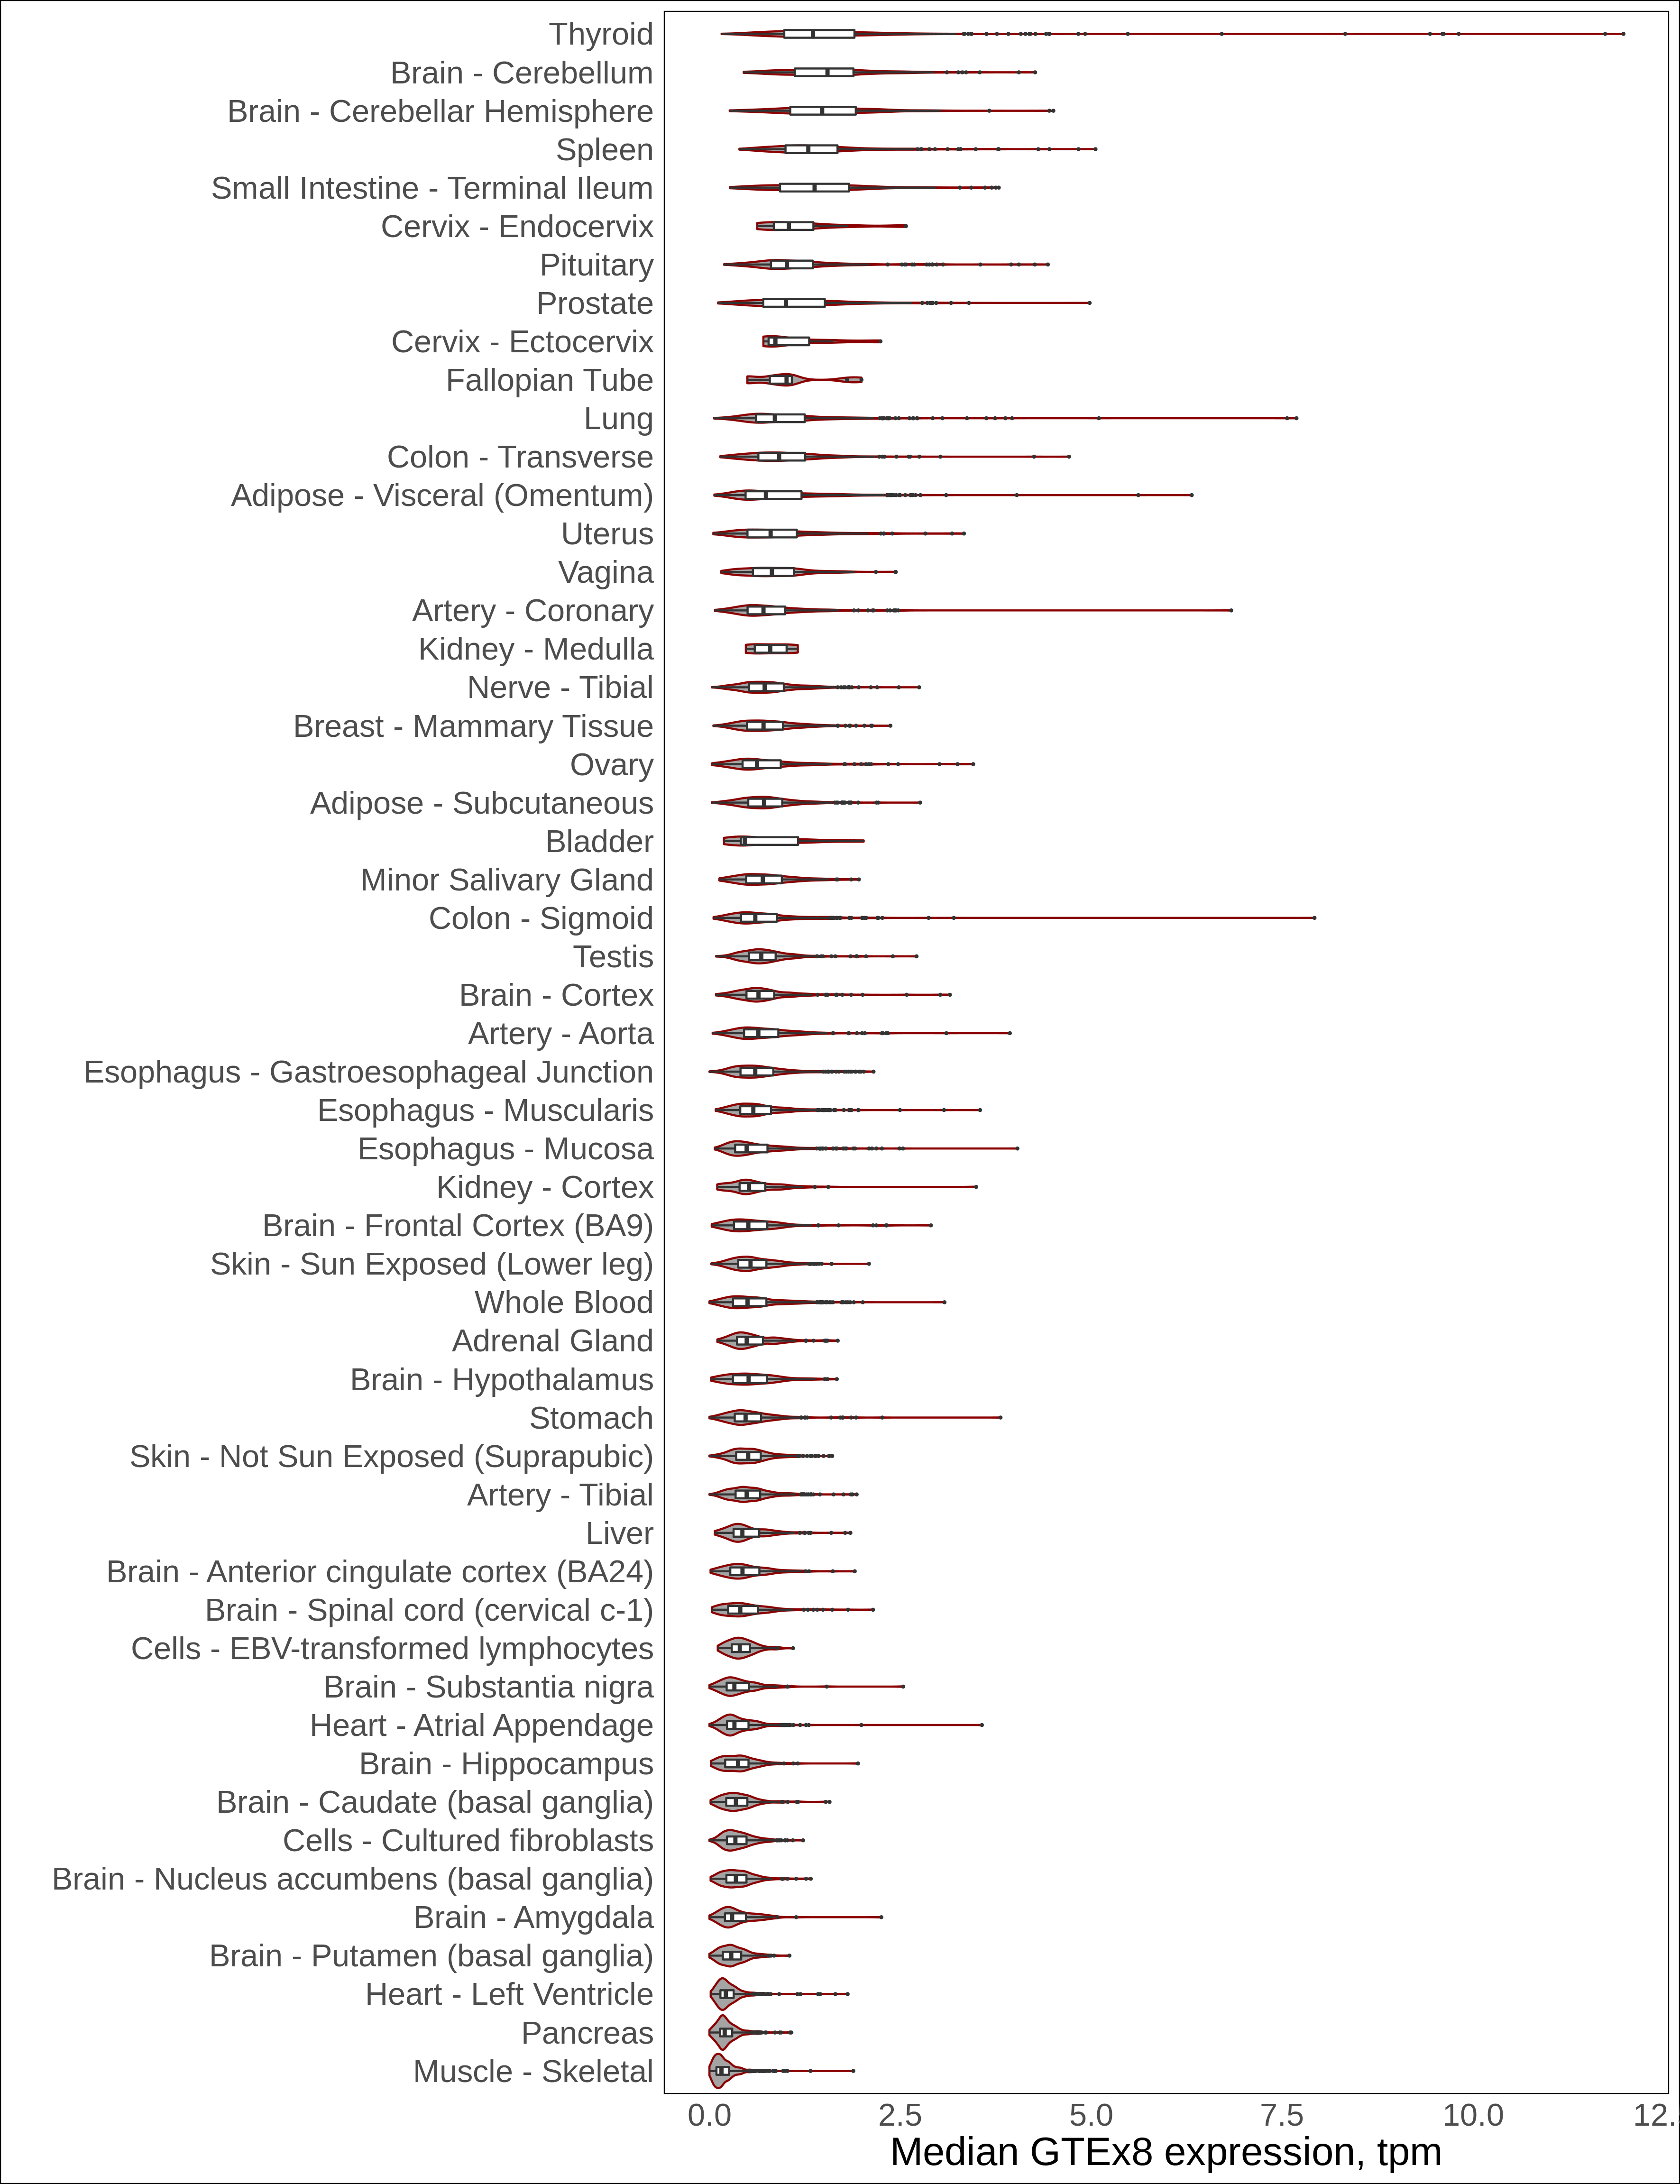 Thyroid
Brain - Cerebellum
Brain - Cerebellar Hemisphere
Spleen
Small Intestine - Terminal Ileum
Cervix - Endocervix
Pituitary
Prostate
Cervix - Ectocervix
Fallopian Tube
Lung
Colon - Transverse
Adipose - Visceral (Omentum)
Uterus
Vagina
Artery - Coronary
Kidney - Medulla
Nerve - Tibial
Breast - Mammary Tissue
Ovary
Adipose - Subcutaneous
Bladder
Minor Salivary Gland
Colon - Sigmoid
Testis
Brain - Cortex
Artery - Aorta
Esophagus - Gastroesophageal Junction
Esophagus - Muscularis
Esophagus - Mucosa
Kidney - Cortex
Brain - Frontal Cortex (BA9)
Skin - Sun Exposed (Lower leg)
Whole Blood
Adrenal Gland
Brain - Hypothalamus
Stomach
Skin - Not Sun Exposed (Suprapubic)
Artery - Tibial
Liver
Brain - Anterior cingulate cortex (BA24)
Brain - Spinal cord (cervical c-1)
Cells - EBV-transformed lymphocytes
Brain - Substantia nigra
Heart - Atrial Appendage
Brain - Hippocampus
Brain - Caudate (basal ganglia)
Cells - Cultured fibroblasts
Brain - Nucleus accumbens (basal ganglia)
Brain - Amygdala
Brain - Putamen (basal ganglia)
Heart - Left Ventricle
Pancreas
Muscle - Skeletal
0.0 2.5 5.0 7.5 10.0 12.
Median GTEx8 expression, tpm